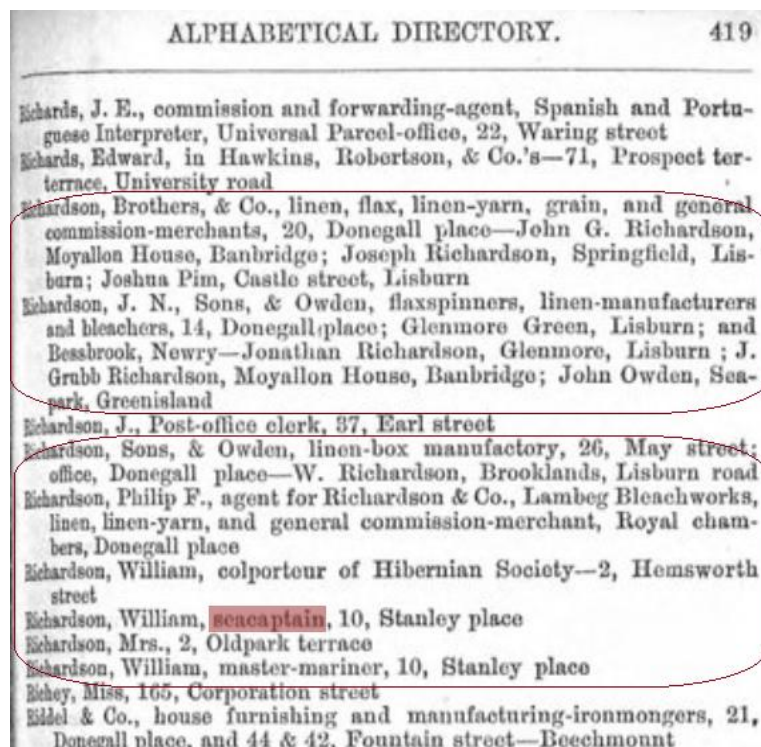 ALPHABETICAL DIRECTORY. 419
Richards, J. E., commission and forwarding-agent, Spanish and Portu-
guese Interpreter, Universal Parcel-office, 22, Waring street
Richards, Edward, in Hawkins, Robertson, & Co.'s—71, Prospect ter-
terrace, University road
Richardson, Brothers, & Co., linen, flax, linen-yarn, grain, and general
commission-merchants, 20, Donegall place—John G. Richardson,
Moyallon House, Banbridge; Joseph Richardson, Springfield, Lis-
burn; Joshua Pim, Castle street, Lisburn
Richardson, J. N., Sons, & Owden, flaxspinners, linen-manufacturers
and bleachers, 14, Donegall place; Glenmore Green, Lisburn; and
Bessbrook, Newry—Jonathan Richardson, Glenmore, Lisburn ; J.
Grubb Richardson, Moyallon House, Banbridge; John Owden, Sea-
park, Greenisland
Richardson, J., Post-office clerk, 37, Earl street
Richardson, Sons, & Owden, linen-box manufactory, 26, May street;
office, Donegall place—W. Richardson, Brooklands, Lisburn road
Richardson, Philip F., agent for Richardson & Co., Lambeg Bleachworks,
linen, linen-yarn, and general commission-merchant, Royal cham-
bers, Donegall place
Richardson, William, colporteur of Hibernian Society—2, Hemsworth
street
Richardson, William, seacaptain, 10, Stanley place
Richardson, Mrs., 2, Oldpark terrace
Richardson, William, master-mariner, 10, Stanley place
Richey, Miss, 165, Corporation street
Riddel & Co., house furnishing and manufacturing-ironmongers, 21,
Donegall place, and 44 & 42, Fountain street—Beechmount